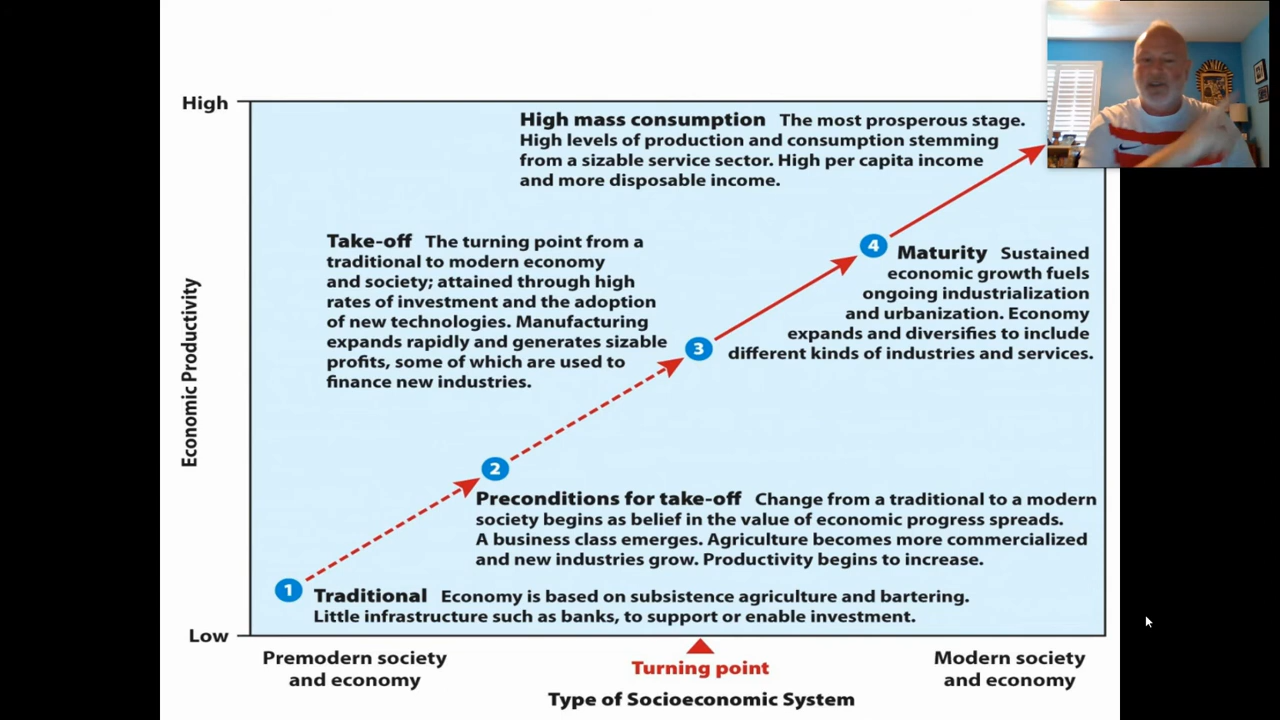 High
High mass consumption The most prosperous stage.
High levels of production and consumption stemming
from a sizable service sector. High per capita income
and more disposable income.
Take-off The turning point from a
traditional to modern economy
and society; attained through high
rates of investment and the adoption
of new technologies. Manufacturing
expands rapidly and generates sizable
profits, some of which are used to
finance new industries.
4
Maturity Sustained
economic growth fuels
ongoing industrialization
and urbanization. Economy
expands and diversifies to include
different kinds of industries and services.
3
Economic Productivity
2
Preconditions for take-off Change from a traditional to a modern
society begins as belief in the value of economic progress spreads.
A business class emerges. Agriculture becomes more commercialized
and new industries grow. Productivity begins to increase.
1
Traditional Economy is based on subsistence agriculture and bartering.
Little infrastructure such as banks, to support or enable investment.
Low
Premodern society
and economy
Turning point
Modern society
and economy
Type of Socioeconomic System